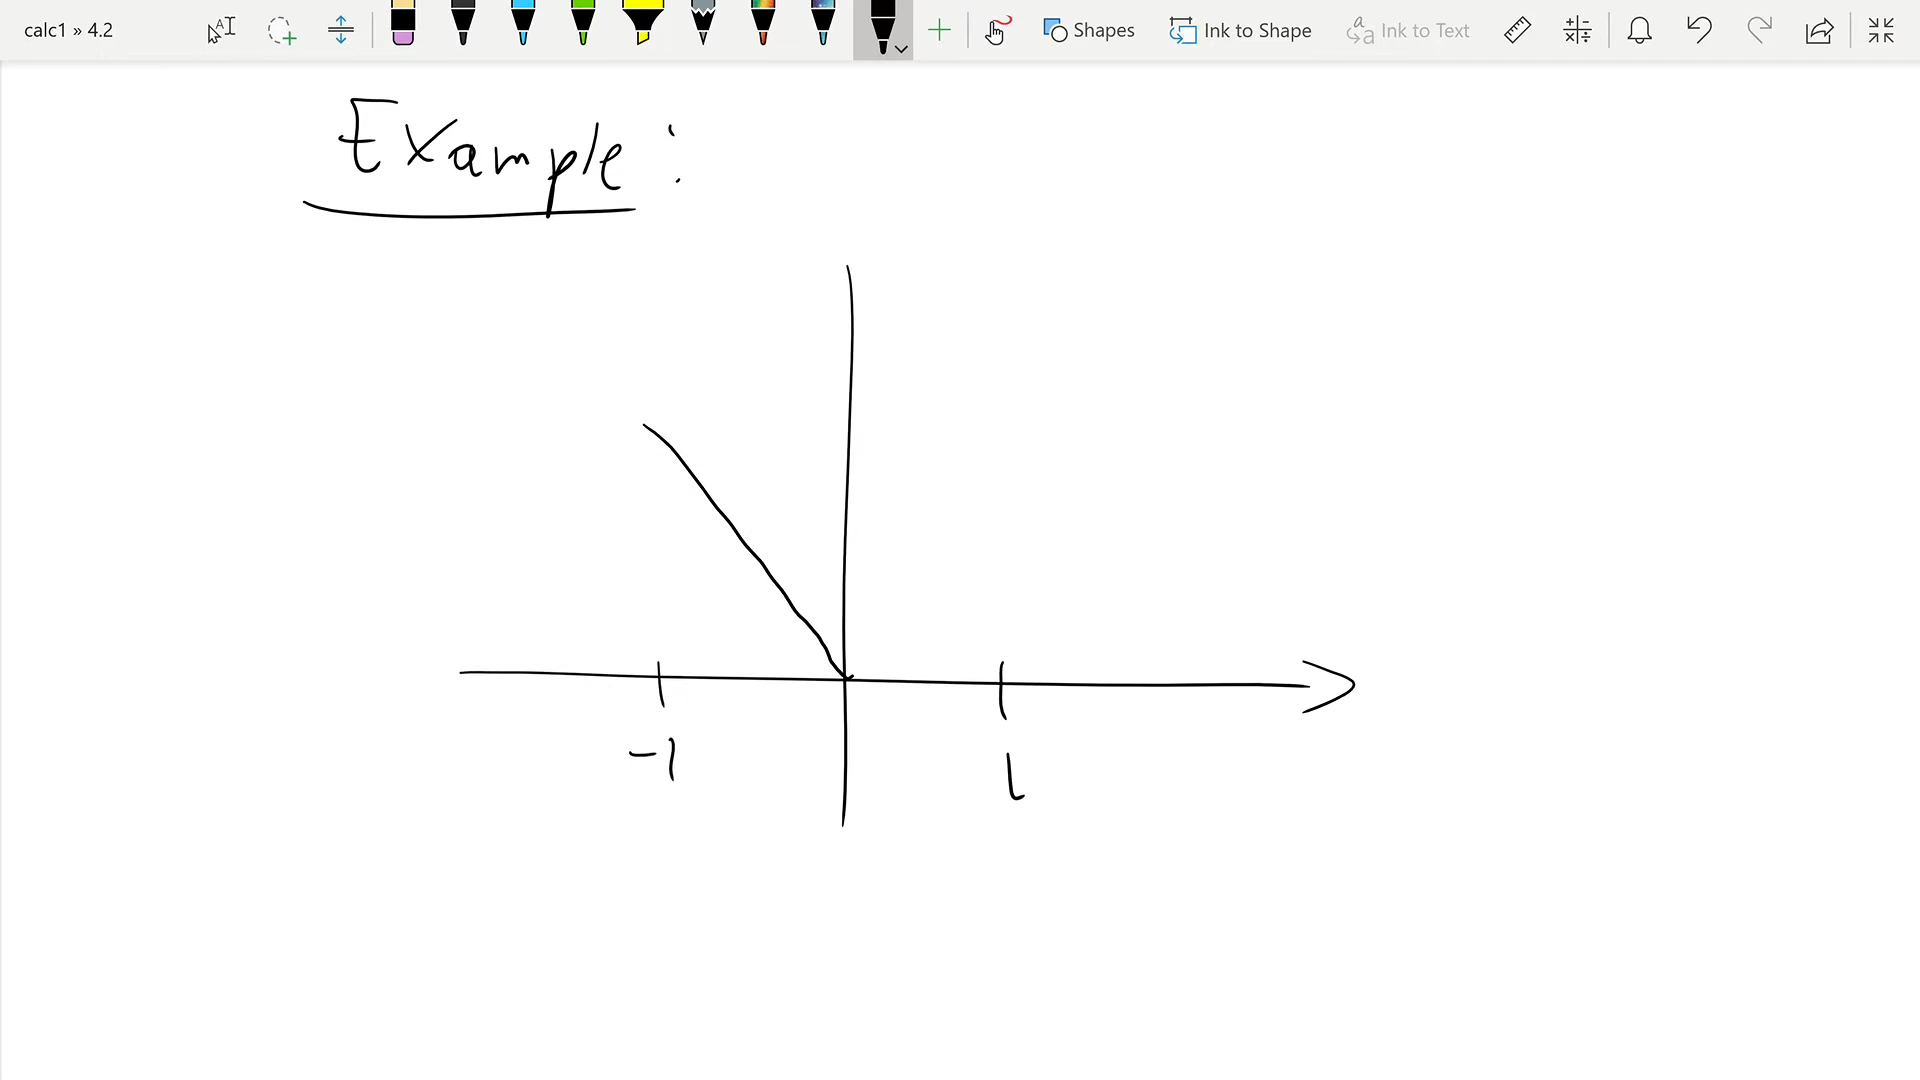 calc1 » 4.2
Shapes
Ink to Shape
Ink to Text
Example:
-1
1